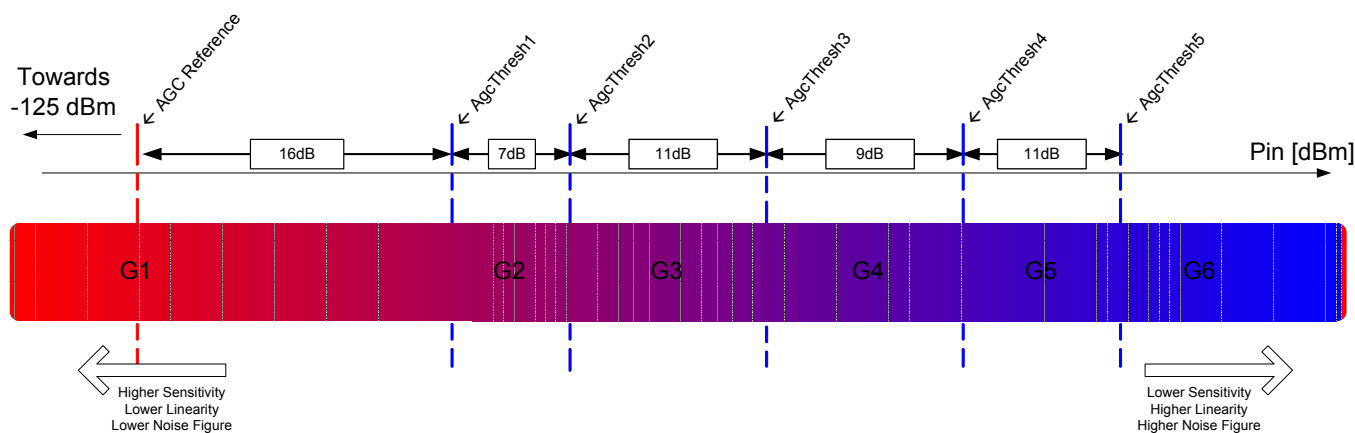 Towards
-125 dBm
← AGC Reference
← AgcThresh1
← AgcThresh2
← AgcThresh3
← AgcThresh4
← AgcThresh5
16dB
7dB
11dB
9dB
11dB
Pin [dBm]
G1
G2
G3
G4
G5
G6
Higher Sensitivity
Lower Linearity
Lower Noise Figure
Lower Sensitivity
Higher Linearity
Higher Noise Figure